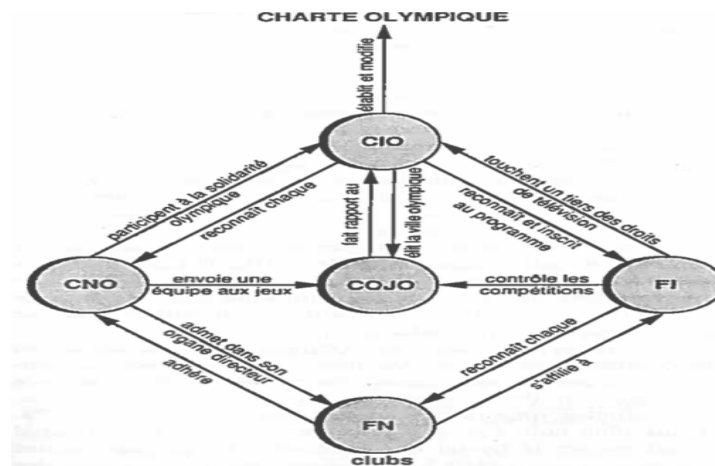 CHARTE OLYMPIQUE
établit et modifie
CIO
participent à la solidarité
olympique
reconnaît chaque
fait rapport au
élit la ville olympique
touchent un tiers des droits
de télévision
reconnaît et inscrit
au programme
CNO
envoie une
équipe aux jeux
COJO
contrôle les
compétitions
FI
admet dans son
organe directeur
adhère
reconnaît chaque
s'affilie à
FN
clubs